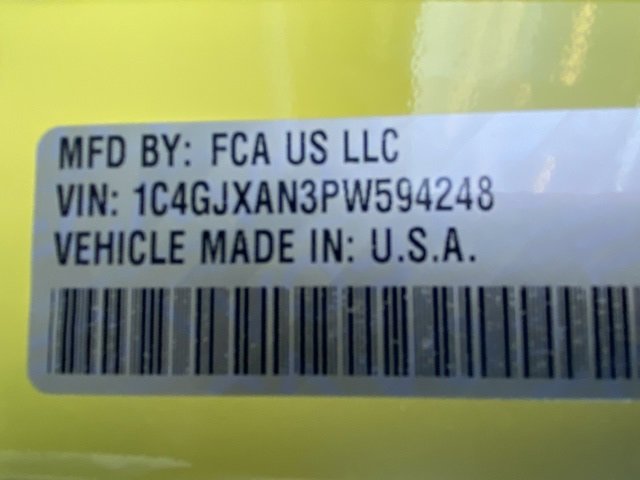 MFD BY: FCA US LLC
VIN: 1C4GJXAN3PW594248
VEHICLE MADE IN: U.S.A.